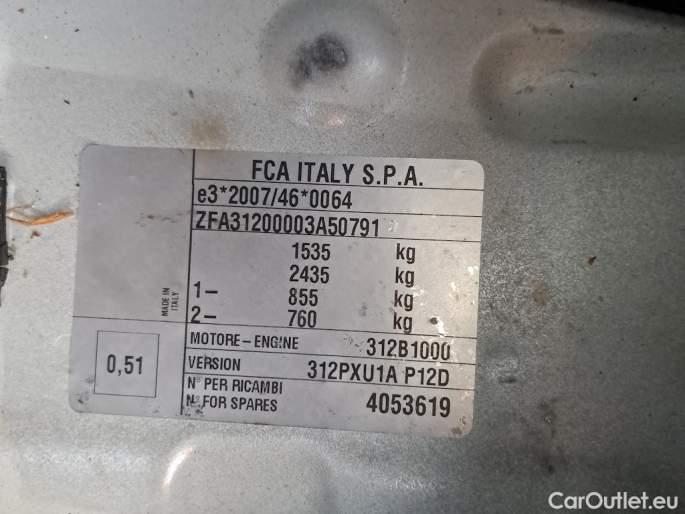 FCA ITALY S.P.A.
e3*2007/46*0064
ZFA31200003A50791
1535 kg
2435 kg
1– 855 kg
2– 760 kg
MADE IN
ITALY
MOTORE – ENGINE 312B1000
VERSION 312PXU1A P12D
N° PER RICAMBI
N° FOR SPARES 4053619
0,51
CarOutlet.eu